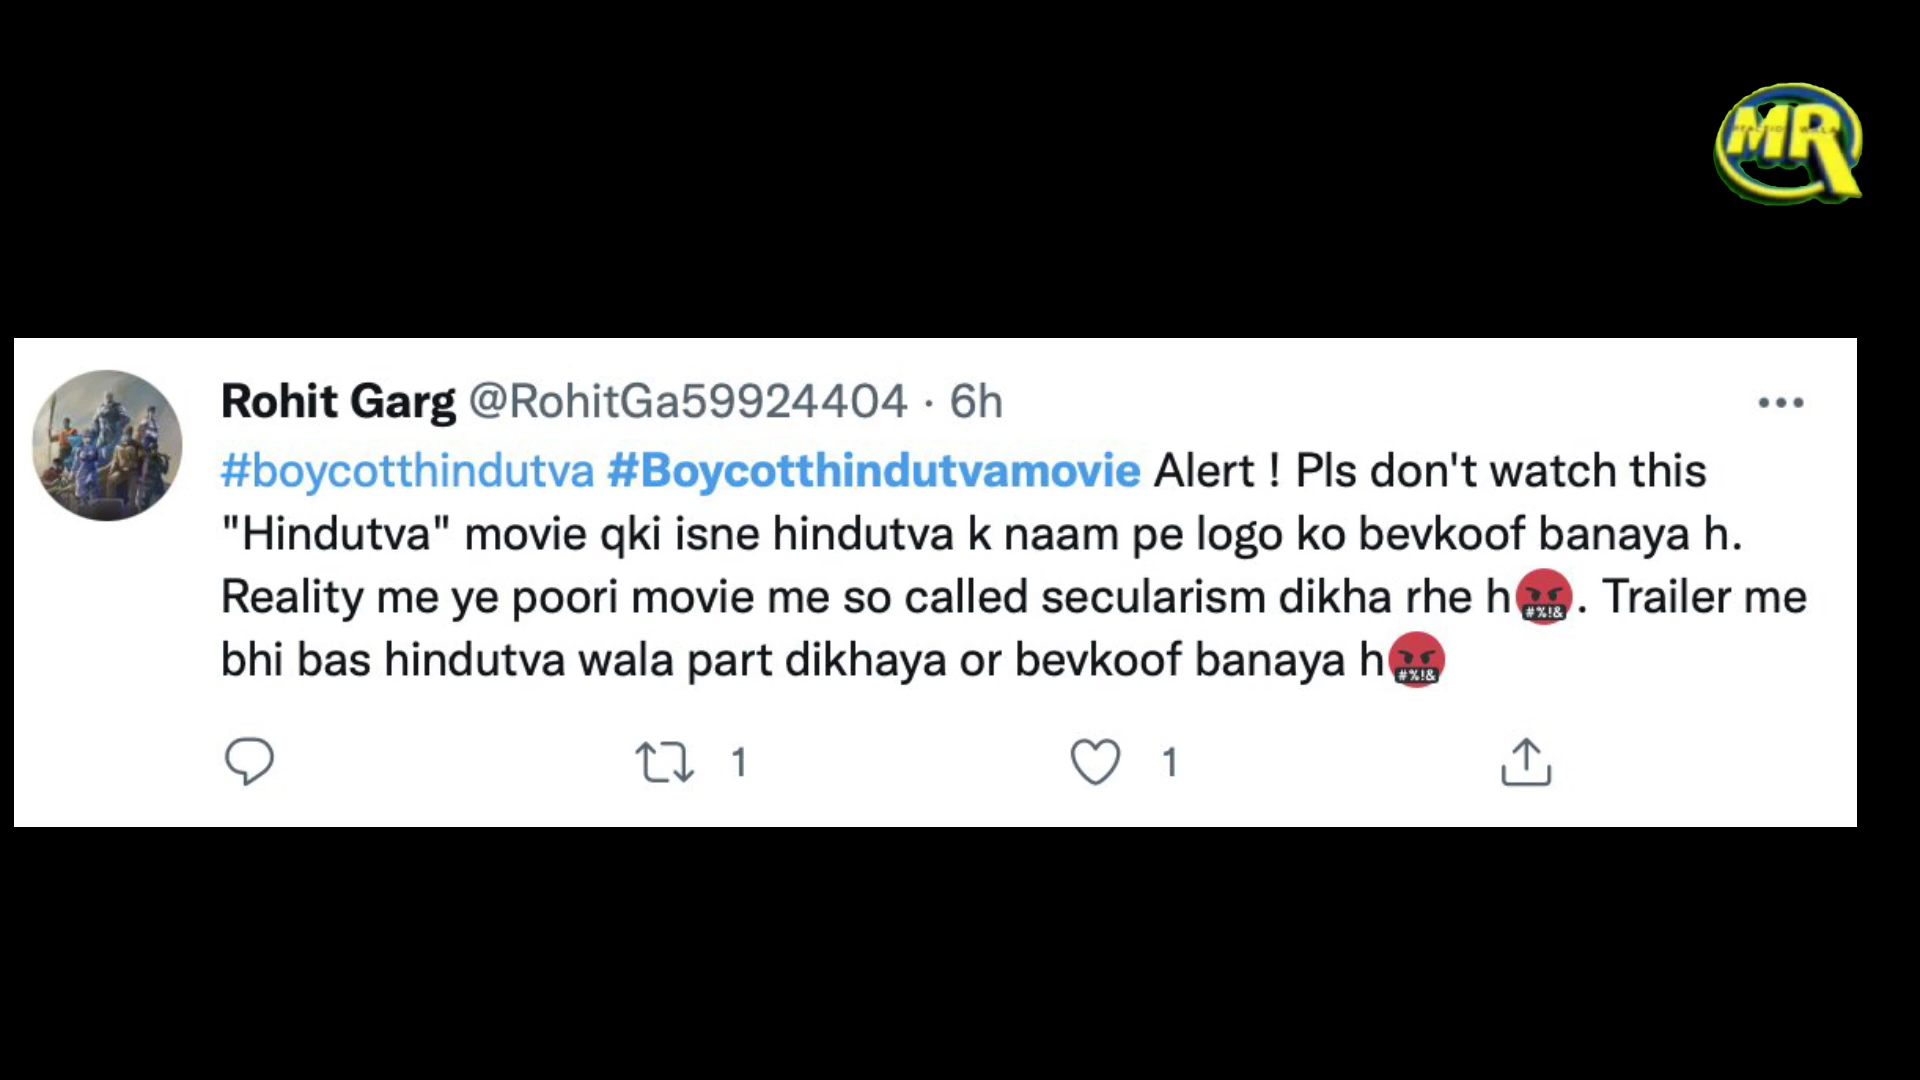 MR
REACTION WALA
Rohit Garg @RohitGa59924404 · 6h
#boycotthindutva #Boycotthindutvamovie Alert ! Pls don't watch this
"Hindutva" movie qki isne hindutva k naam pe logo ko bevkoof banaya h.
Reality me ye poori movie me so called secularism dikha rhe h🤬. Trailer me
bhi bas hindutva wala part dikhaya or bevkoof banaya h🤬
1
1